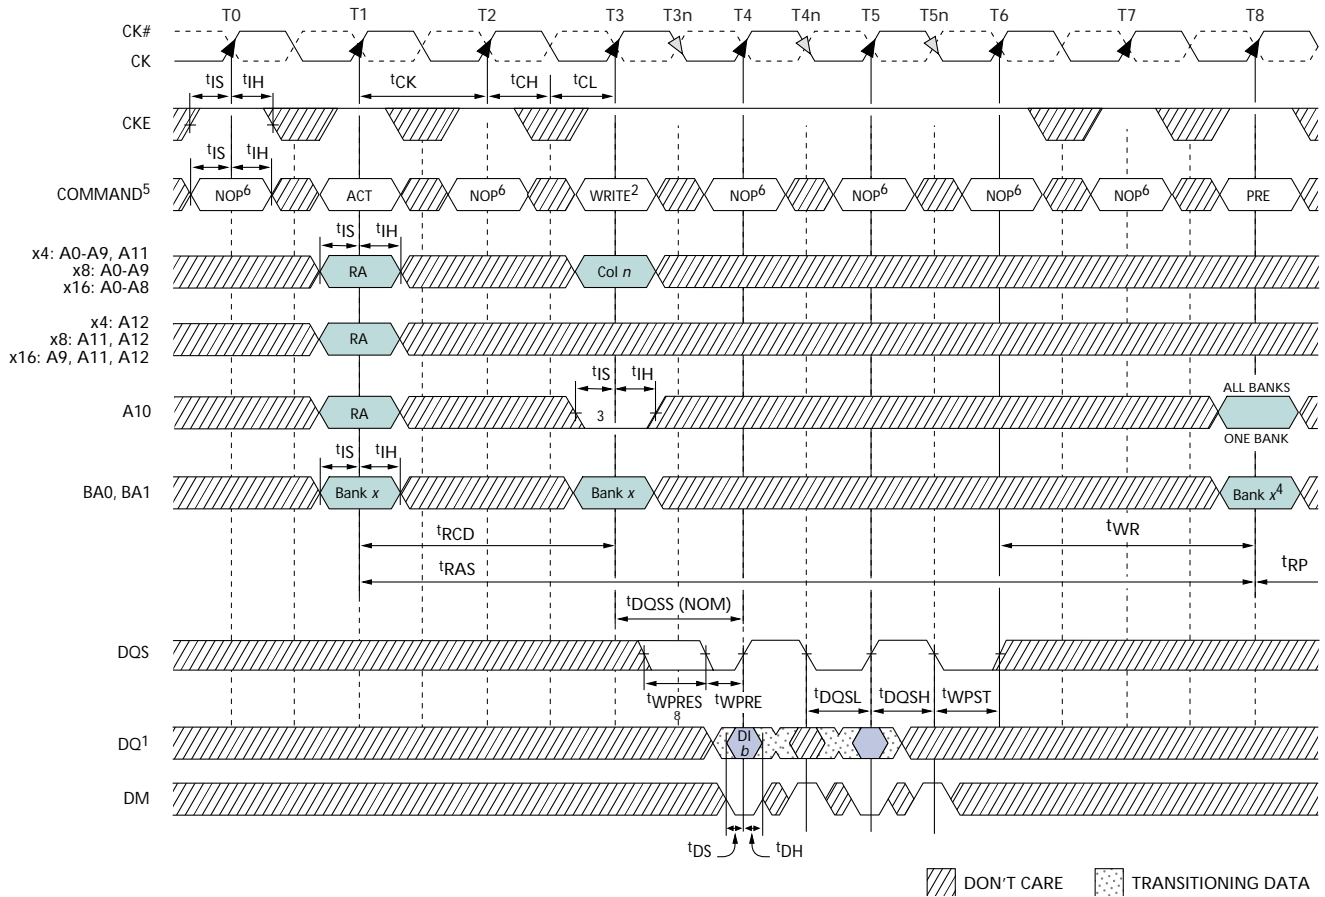 T0 T1 T2 T3 T3n T4 T4n T5 T5n T6 T7 T8
CK#
CK
tIS tIH tCK tCH tCL
CKE
tIS tIH
COMMAND5 NOP6 ACT NOP6 WRITE2 NOP6 NOP6 NOP6 NOP6 PRE
tIS tIH
x4: A0-A9, A11
x8: A0-A9
x16: A0-A8
RA Col n
x4: A12
x8: A11, A12
x16: A9, A11, A12
RA
tIS tIH
ALL BANKS
A10 RA 3
ONE BANK
tIS tIH
BA0, BA1 Bank x Bank x Bank x4
tRCD tWR
tRAS tRP
tDQSS (NOM)
DQS
tWPRES tWPRE tDQSL tDQSH tWPST
8
DQ1 DI
b
DM
tDS tDH
DON'T CARE TRANSITIONING DATA